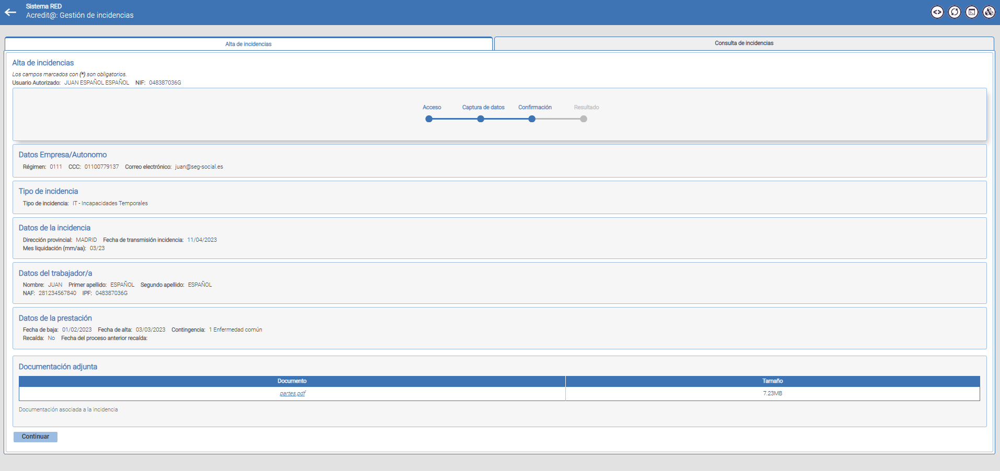 Sistema RED
Acredit@: Gestión de incidencias
Alta de incidencias
Consulta de incidencias
Alta de incidencias
Los campos marcados con (*) son obligatorios.
Usuario Autorizado: JUAN ESPAÑOL ESPAÑOL NIF: 048387036G
Acceso Captura de datos Confirmación Resultado
Datos Empresa/Autonomo
Régimen: 0111 CCC: 01100779137 Correo electrónico: juan@seg-social.es
Tipo de incidencia
Tipo de incidencia: IT - Incapacidades Temporales
Datos de la incidencia
Dirección provincial: MADRID Fecha de transmisión incidencia: 11/04/2023
Mes liquidación (mm/aa): 03/23
Datos del trabajador/a
Nombre: JUAN Primer apellido: ESPAÑOL Segundo apellido: ESPAÑOL
NAF: 281234567840 IPF: 048387036G
Datos de la prestación
Fecha de baja: 01/02/2023 Fecha de alta: 03/03/2023 Contingencia: 1 Enfermedad común
Recaída: No Fecha del proceso anterior recaída:
Documentación adjunta
Documento Tamaño
partes.pdf 7.23MB
Documentación asociada a la incidencia
Continuar